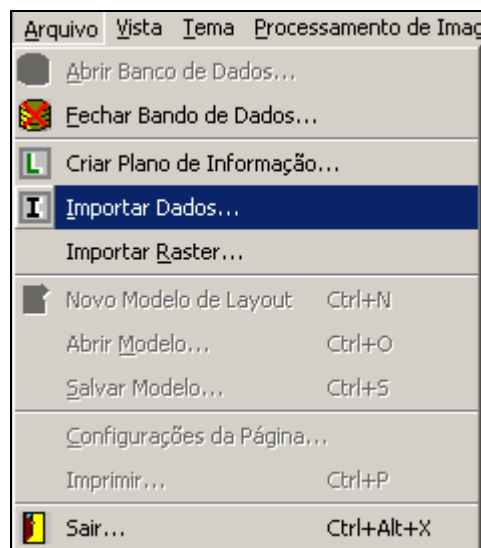 Arquivo Vista Tema Processamento de Imag
Abrir Banco de Dados...
Fechar Bando de Dados...
L Criar Plano de Informação...
I Importar Dados...
Importar Raster...
Novo Modelo de Layout Ctrl+N
Abrir Modelo... Ctrl+O
Salvar Modelo... Ctrl+S
Configurações da Página...
Imprimir... Ctrl+P
Sair... Ctrl+Alt+X